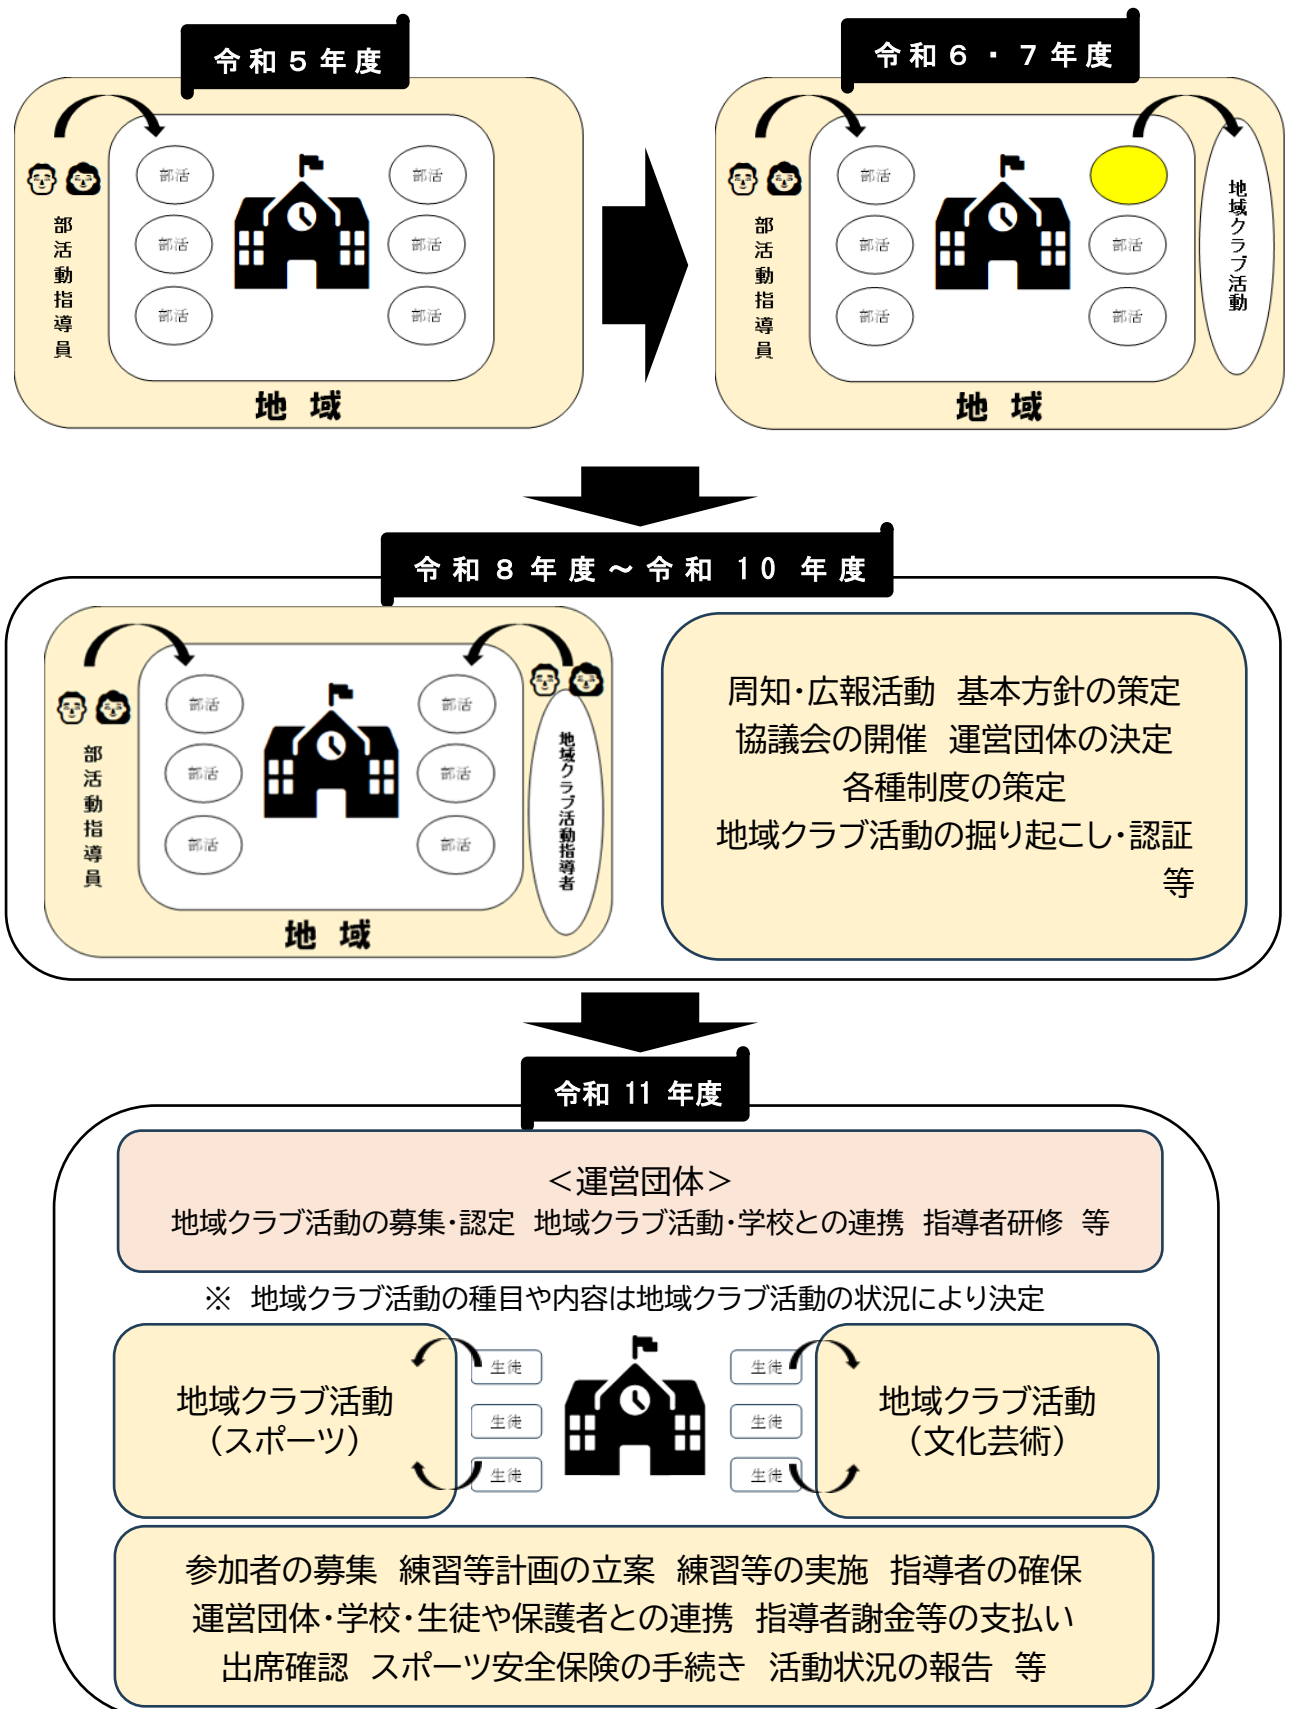 令和５年度
部活
部活
部活
部活
部活
部活
部活動指導員
地域
令和６・７年度
部活
部活
部活
部活
部活
部活動指導員
地域クラブ活動
地域
令和８年度～令和 10 年度
部活
部活
部活
部活
部活
部活
部活動指導員
地域クラブ活動指導者
地域
周知・広報活動　基本方針の策定
協議会の開催　運営団体の決定
各種制度の策定
地域クラブ活動の掘り起こし・認証
等
令和 11 年度
＜運営団体＞
地域クラブ活動の募集・認定　地域クラブ活動・学校との連携　指導者研修　等
※　地域クラブ活動の種目や内容は地域クラブ活動の状況により決定
地域クラブ活動
（スポーツ）
生徒
生徒
生徒
生徒
生徒
生徒
地域クラブ活動
（文化芸術）
参加者の募集　練習等計画の立案　練習等の実施　指導者の確保
運営団体・学校・生徒や保護者との連携　指導者謝金等の支払い
出席確認　スポーツ安全保険の手続き　活動状況の報告　等